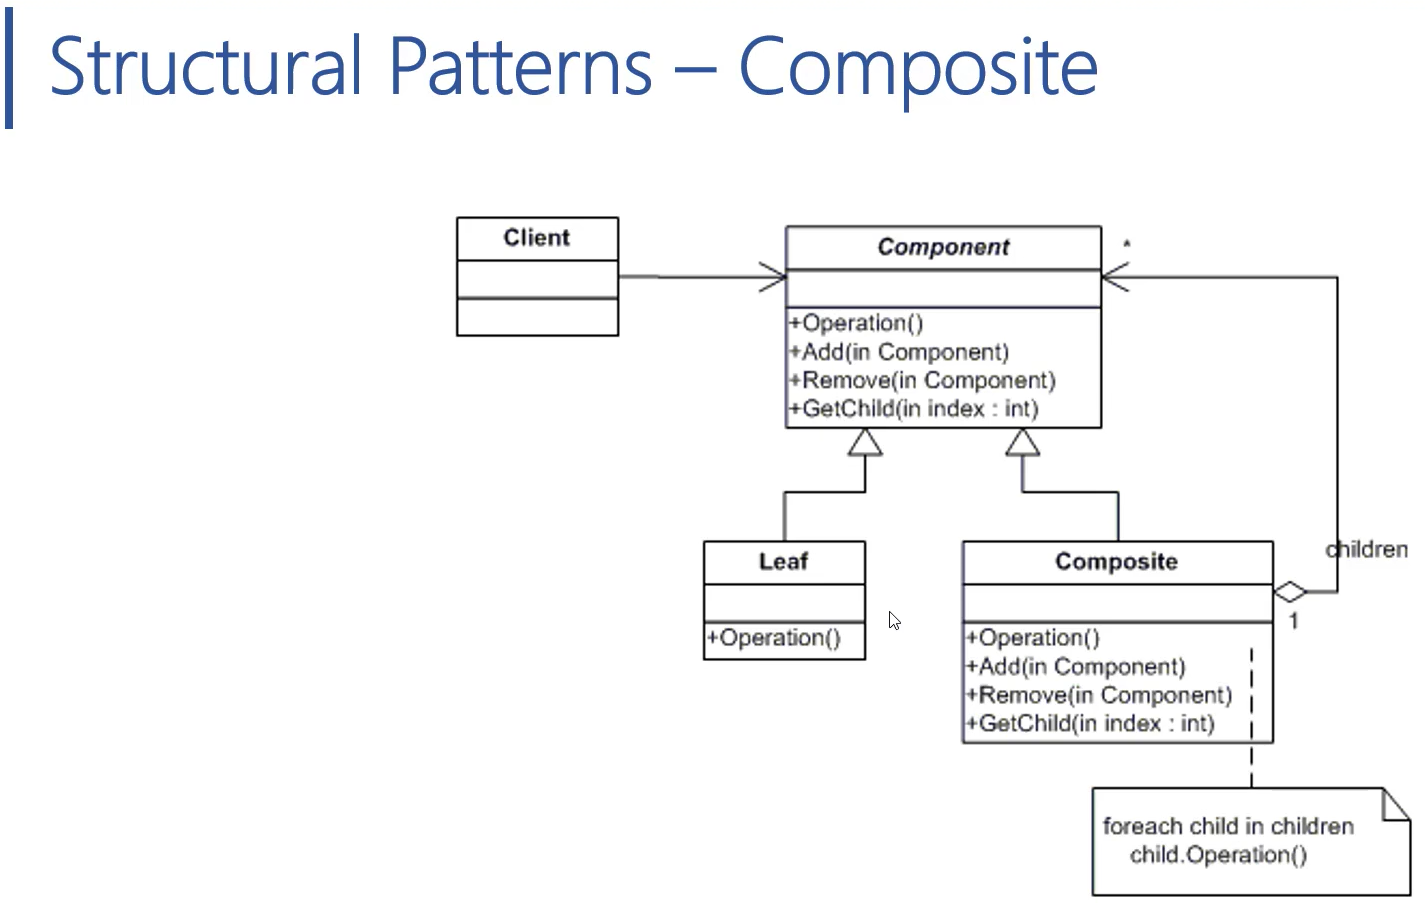 Structural Patterns – Composite
Client
Component
*
+Operation()
+Add(in Component)
+Remove(in Component)
+GetChild(in index : int)
children
Leaf
+Operation()
Composite
1
+Operation()
+Add(in Component)
+Remove(in Component)
+GetChild(in index : int)
foreach child in children
child.Operation()